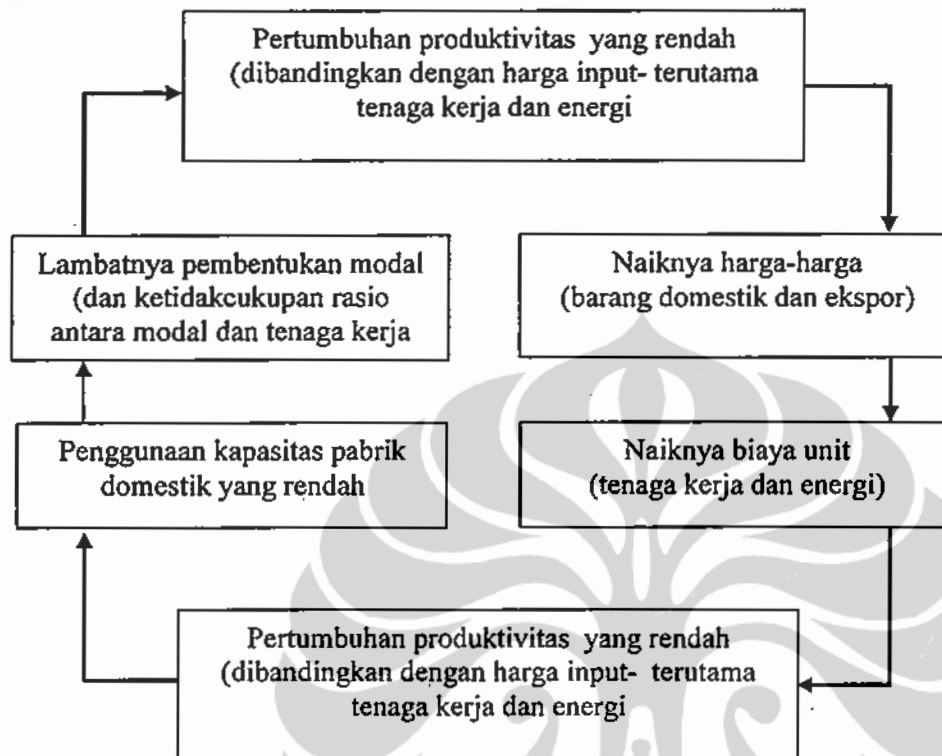 Pertumbuhan produktivitas yang rendah
(dibandingkan dengan harga input- terutama
tenaga kerja dan energi
Lambatnya pembentukan modal
(dan ketidakcukupan rasio
antara modal dan tenaga kerja
Naiknya harga-harga
(barang domestik dan ekspor)
Penggunaan kapasitas pabrik
domestik yang rendah
Naiknya biaya unit
(tenaga kerja dan energi)
Pertumbuhan produktivitas yang rendah
(dibandingkan dengan harga input- terutama
tenaga kerja dan energi